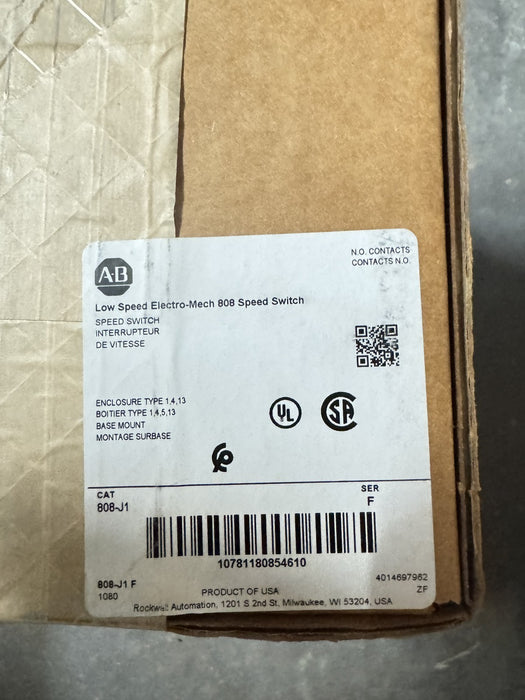 A-B
N.O. CONTACTS
CONTACTS N.O.
Low Speed Electro-Mech 808 Speed Switch
SPEED SWITCH
INTERRUPTEUR
DE VITESSE
ENCLOSURE TYPE 1,4,13
BOITIER TYPE 1,4,5,13
BASE MOUNT
MONTAGE SURBASE
UL
SA
CAT
808-J1
SER
F
10781180854610
808-J1 F
1080
4014697962
ZF
PRODUCT OF USA
Rockwell Automation, 1201 S 2nd St, Milwaukee, WI 53204, USA